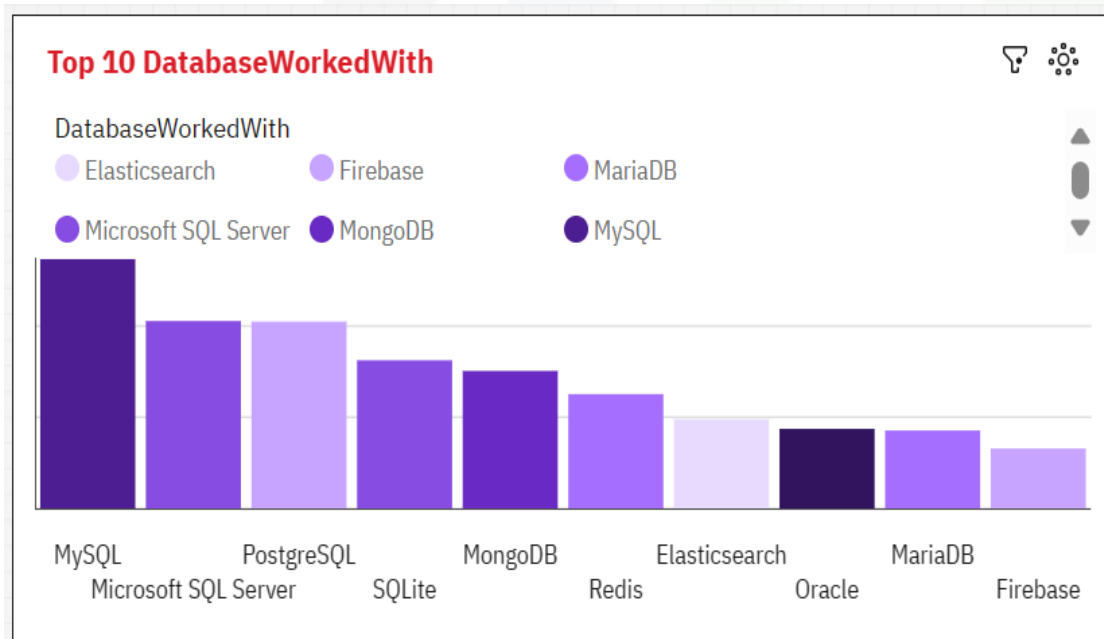 Top 10 DatabaseWorkedWith
DatabaseWorkedWith
Elasticsearch Firebase MariaDB
Microsoft SQL Server MongoDB MySQL
MySQL PostgreSQL MongoDB Elasticsearch MariaDB
Microsoft SQL Server SQLite Redis Oracle Firebase